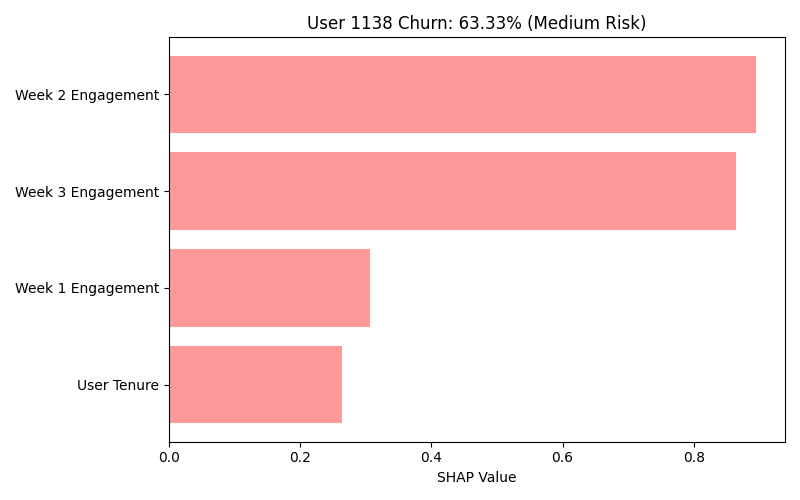 User 1138 Churn: 63.33% (Medium Risk)
Week 2 Engagement
Week 3 Engagement
Week 1 Engagement
User Tenure
0.0 0.2 0.4 0.6 0.8
SHAP Value